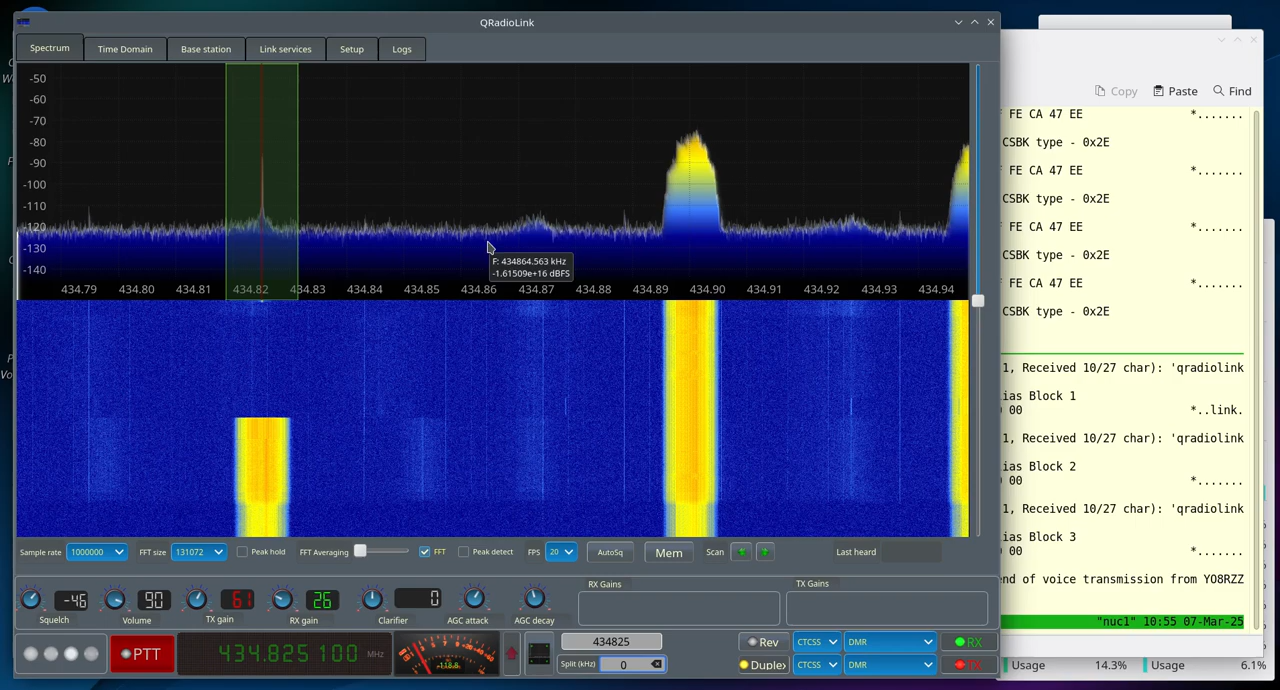 QRadioLink
Spectrum
Time Domain
Base station
Link services
Setup
Logs
-50
-60
-70
-80
-90
-100
-110
-120
-130
-140
F: 434864.563 kHz
-1.61509e+16 dBFS
434.79 434.80 434.81 434.82 434.83 434.84 434.85 434.86 434.87 434.88 434.89 434.90 434.91 434.92 434.93 434.94
Sample rate 1000000 FFT size 131072 Peak hold FFT Averaging FFT Peak detect FPS 20 AutoSq Mem Scan Last heard
-46 90 61 26 0
Squelch Volume TX gain RX gain Clarifier AGC attack AGC decay
RX Gains
TX Gains
PTT
434.825 100 MHz
-118.8
434825
Split (kHz) 0
Rev CTCSS DMR RX
Duplex CTCSS DMR TX
Copy Paste Find
FE CA 47 EE *.......
CSBK type - 0x2E
FE CA 47 EE *.......
CSBK type - 0x2E
FE CA 47 EE *.......
CSBK type - 0x2E
FE CA 47 EE *.......
CSBK type - 0x2E
1, Received 10/27 char): 'qradiolink
ias Block 1
00 *..link.
1, Received 10/27 char): 'qradiolink
ias Block 2
00 *.......
1, Received 10/27 char): 'qradiolink
ias Block 3
00 *.......
nd of voice transmission from YO8RZZ
"nuc1" 10:55 07-Mar-25
Usage 14.3% Usage 6.1%